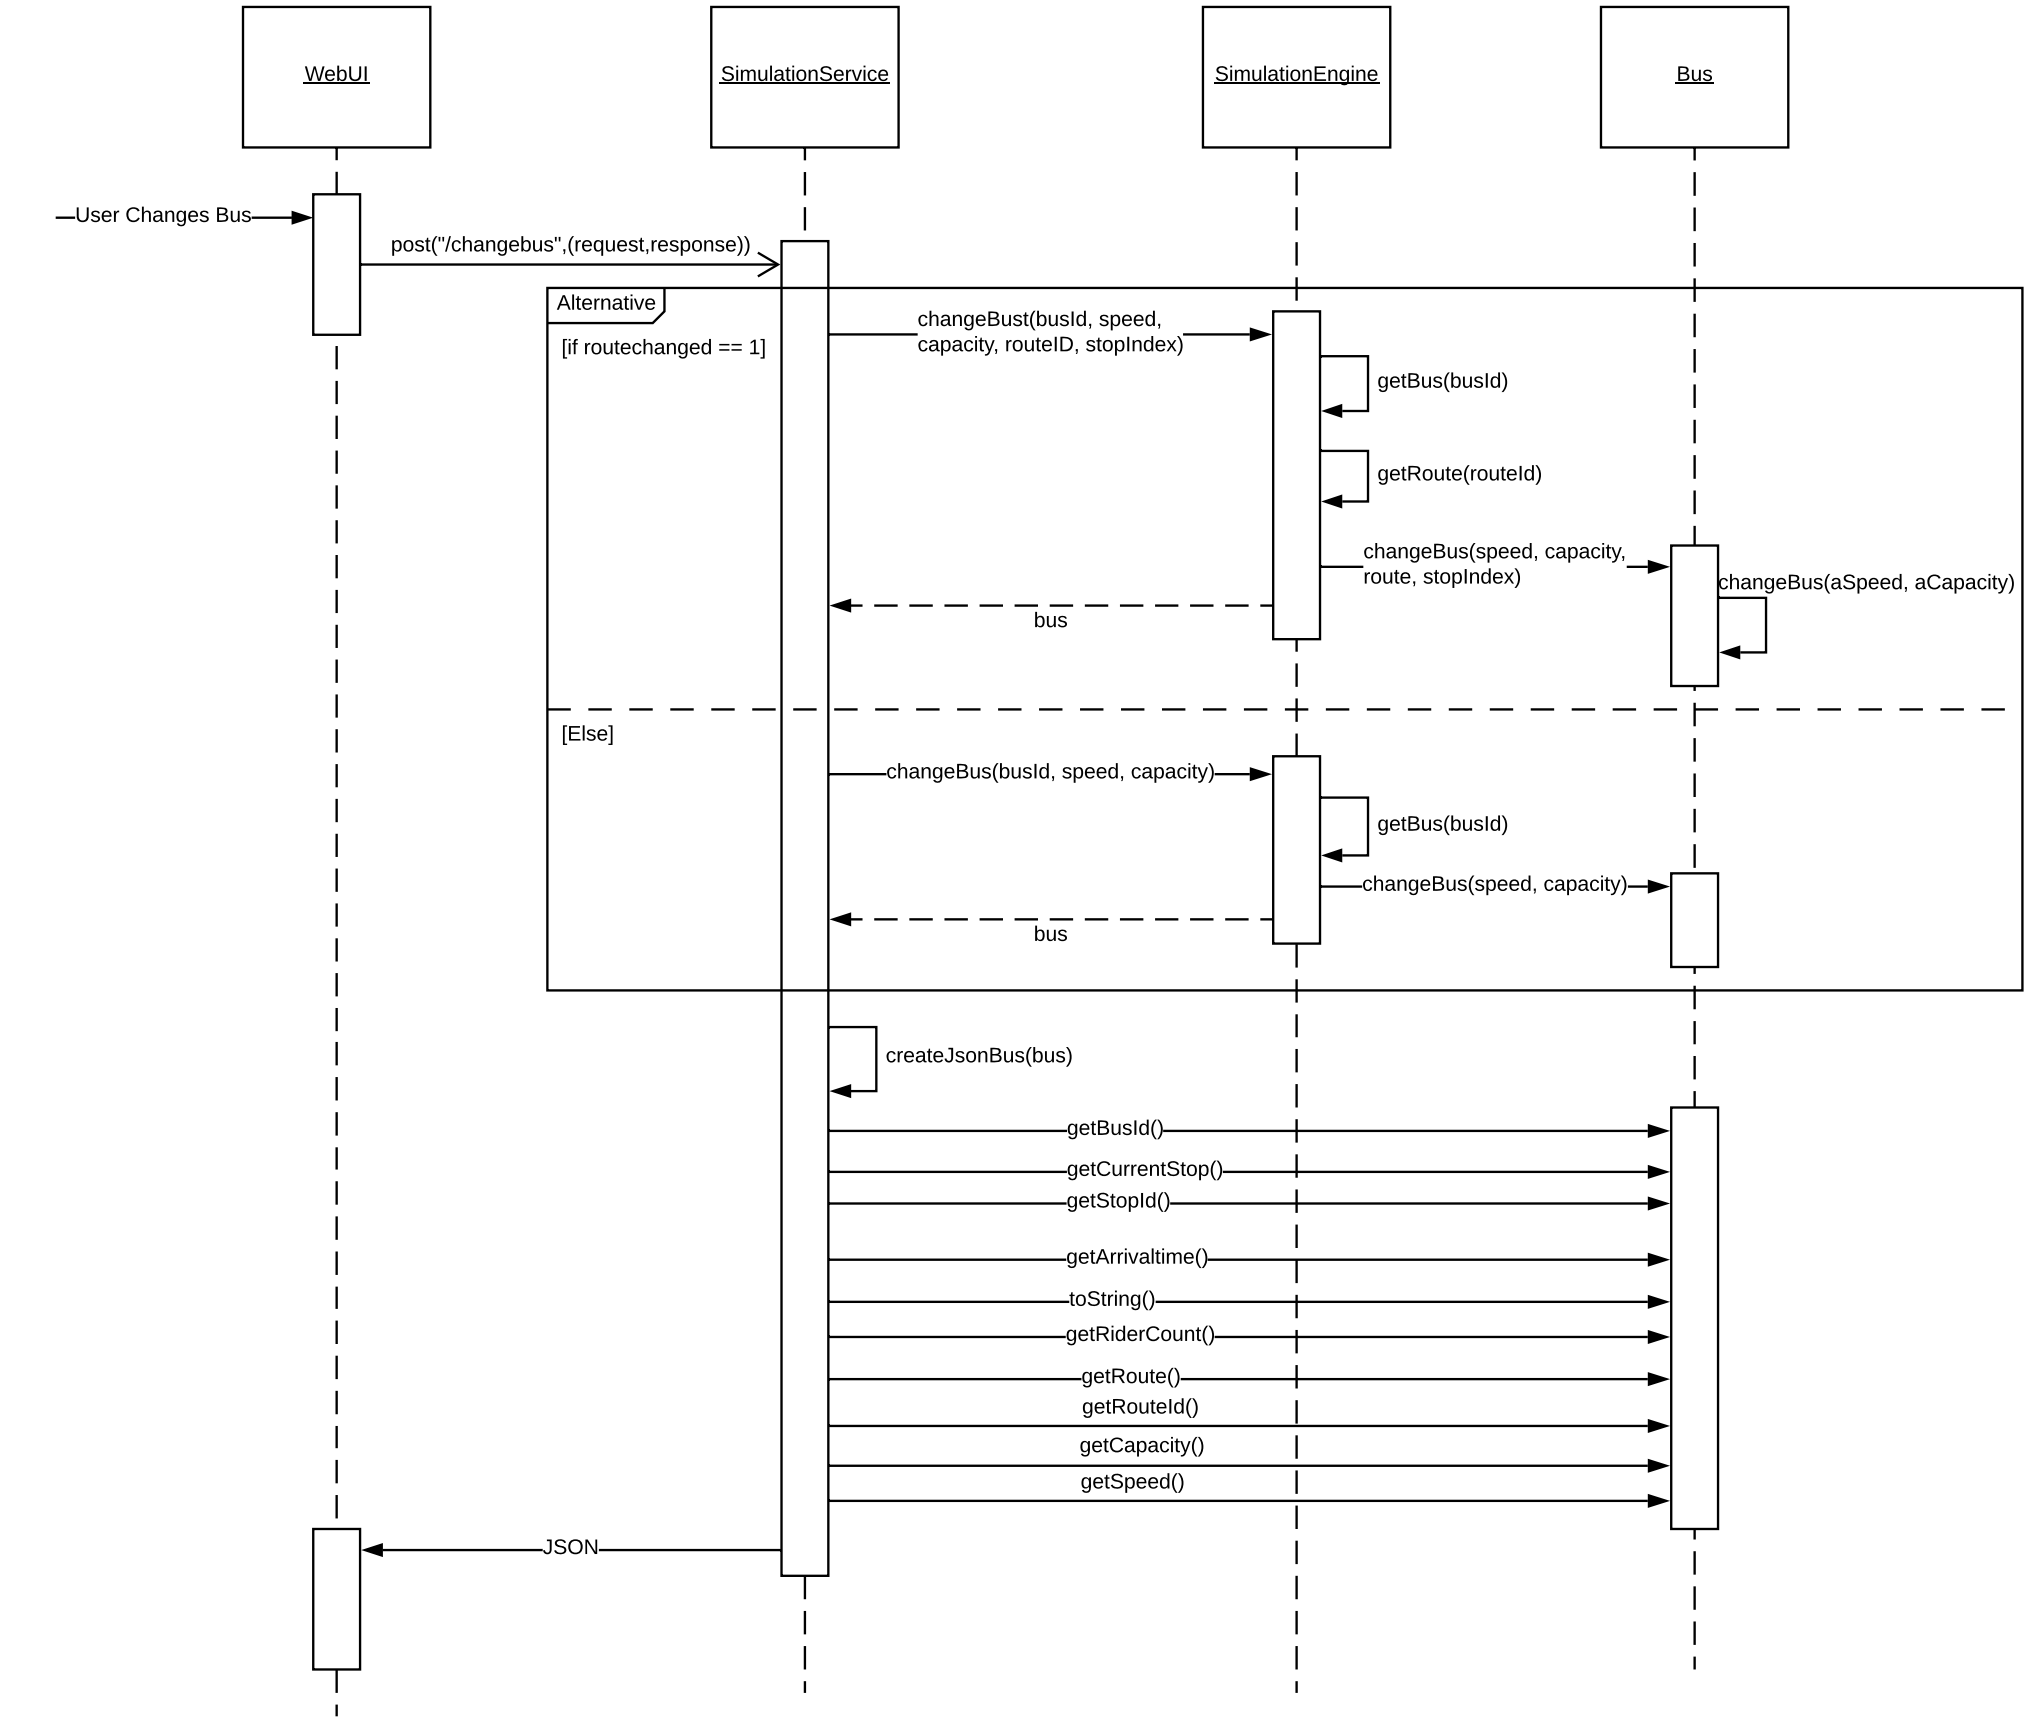 WebUI
SimulationService
SimulationEngine
Bus
User Changes Bus
post("/changebus",(request,response))
Alternative
[if routechanged == 1]
changeBust(busId, speed,
capacity, routeID, stopIndex)
getBus(busId)
getRoute(routeId)
changeBus(speed, capacity,
route, stopIndex)
changeBus(aSpeed, aCapacity)
bus
[Else]
changeBus(busId, speed, capacity)
getBus(busId)
changeBus(speed, capacity)
bus
createJsonBus(bus)
getBusId()
getCurrentStop()
getStopId()
getArrivaltime()
toString()
getRiderCount()
getRoute()
getRouteId()
getCapacity()
getSpeed()
JSON